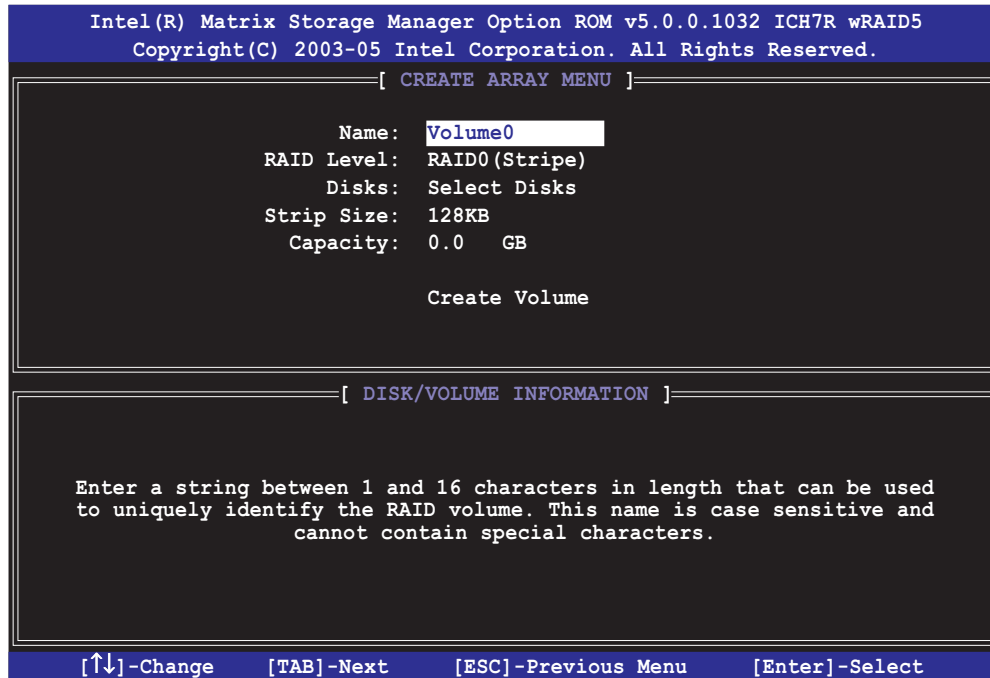 Intel(R) Matrix Storage Manager Option ROM v5.0.0.1032 ICH7R wRAID5
Copyright(C) 2003-05 Intel Corporation. All Rights Reserved.
[ CREATE ARRAY MENU ]
Name: Volume0
RAID Level: RAID0(Stripe)
Disks: Select Disks
Strip Size: 128KB
Capacity: 0.0 GB
Create Volume
[ DISK/VOLUME INFORMATION ]
Enter a string between 1 and 16 characters in length that can be used
to uniquely identify the RAID volume. This name is case sensitive and
cannot contain special characters.
[↑↓]-Change [TAB]-Next [ESC]-Previous Menu [Enter]-Select